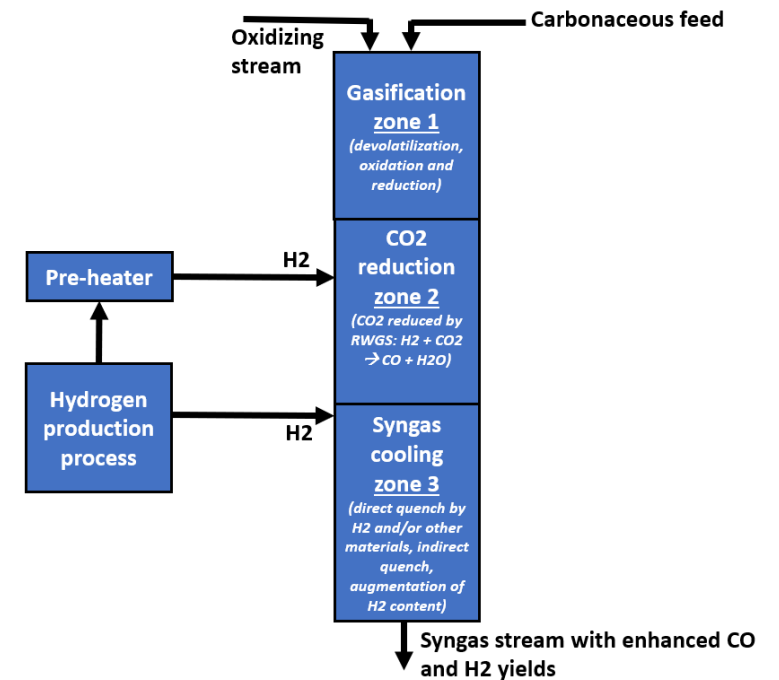 Oxidizing
stream
Carbonaceous feed
Gasification
zone 1
(devolatilization,
oxidation and
reduction)
H2
Pre-heater
CO2
reduction
zone 2
(CO2 reduced by
RWGS: H2 + CO2
→ CO + H2O)
Hydrogen
production
process
H2
Syngas
cooling
zone 3
(direct quench by
H2 and/or other
materials, indirect
quench,
augmentation of
H2 content)
Syngas stream with enhanced CO
and H2 yields